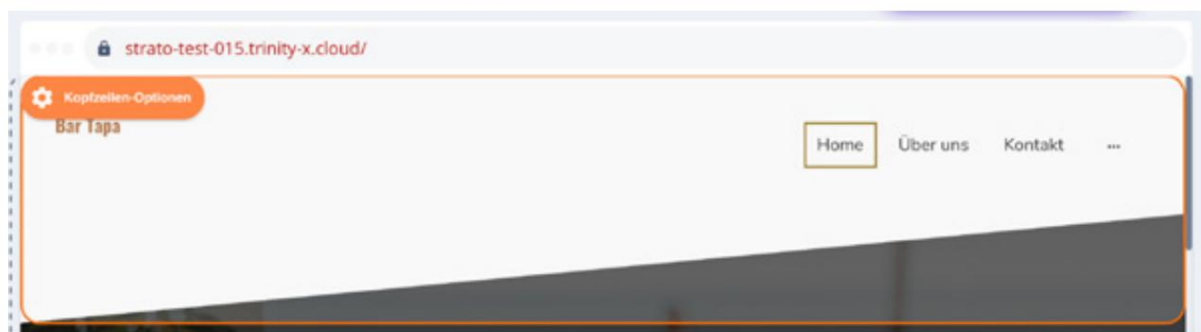 strato-test-015.trinity-x.cloud/
Kopfzeilen-Optionen
Bar Tapa
Home Über uns Kontakt ...